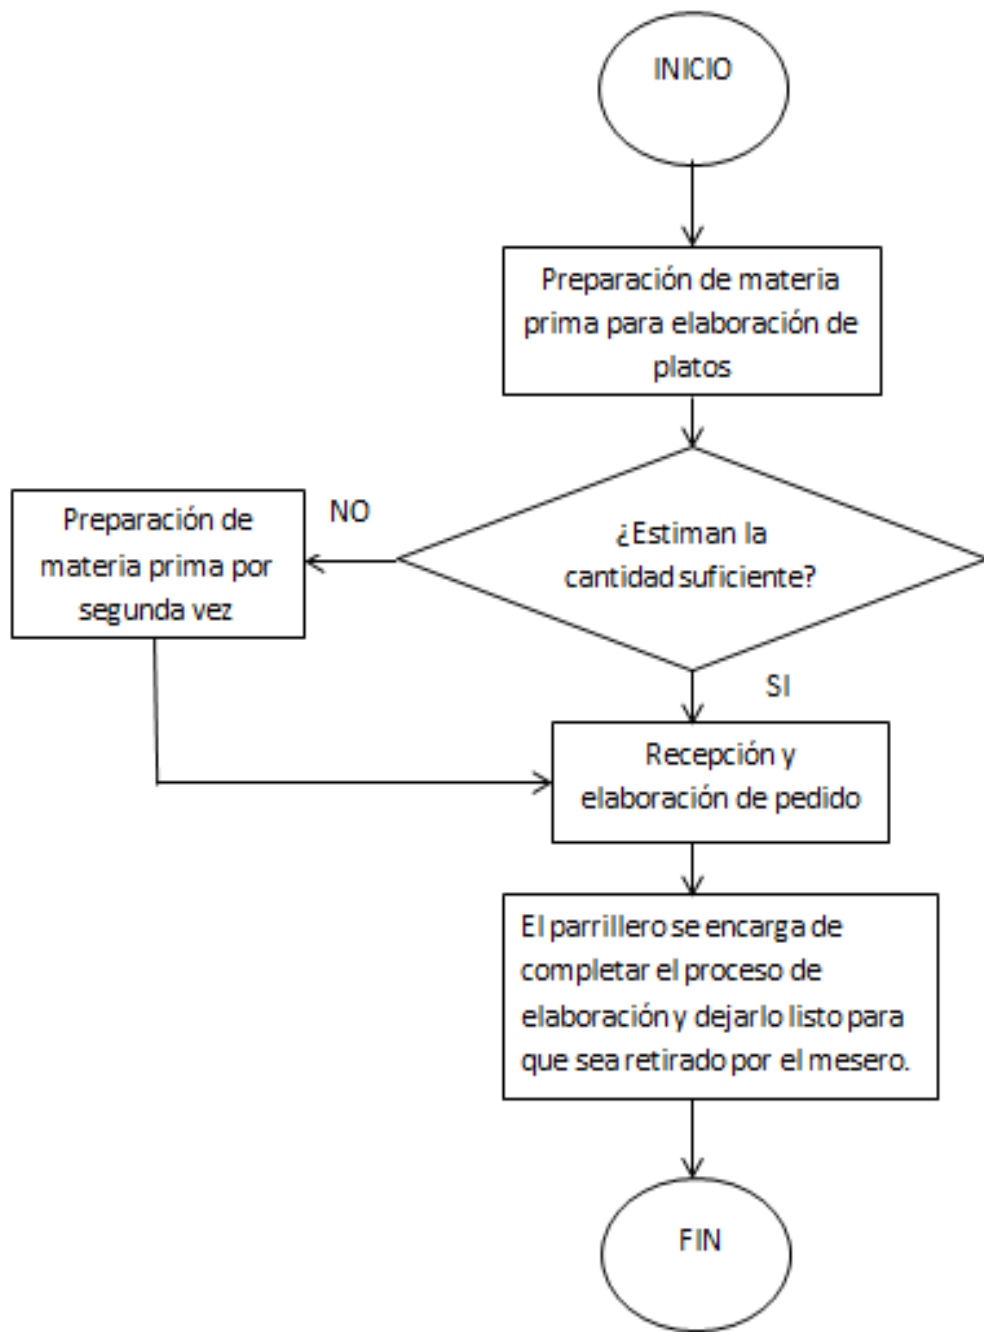 INICIO
Preparación de materia
prima para elaboración de
platos
¿Estiman la
cantidad suficiente?
NO
Preparación de
materia prima por
segunda vez
SI
Recepción y
elaboración de pedido
El parrillero se encarga de
completar el proceso de
elaboración y dejarlo listo para
que sea retirado por el mesero.
FIN